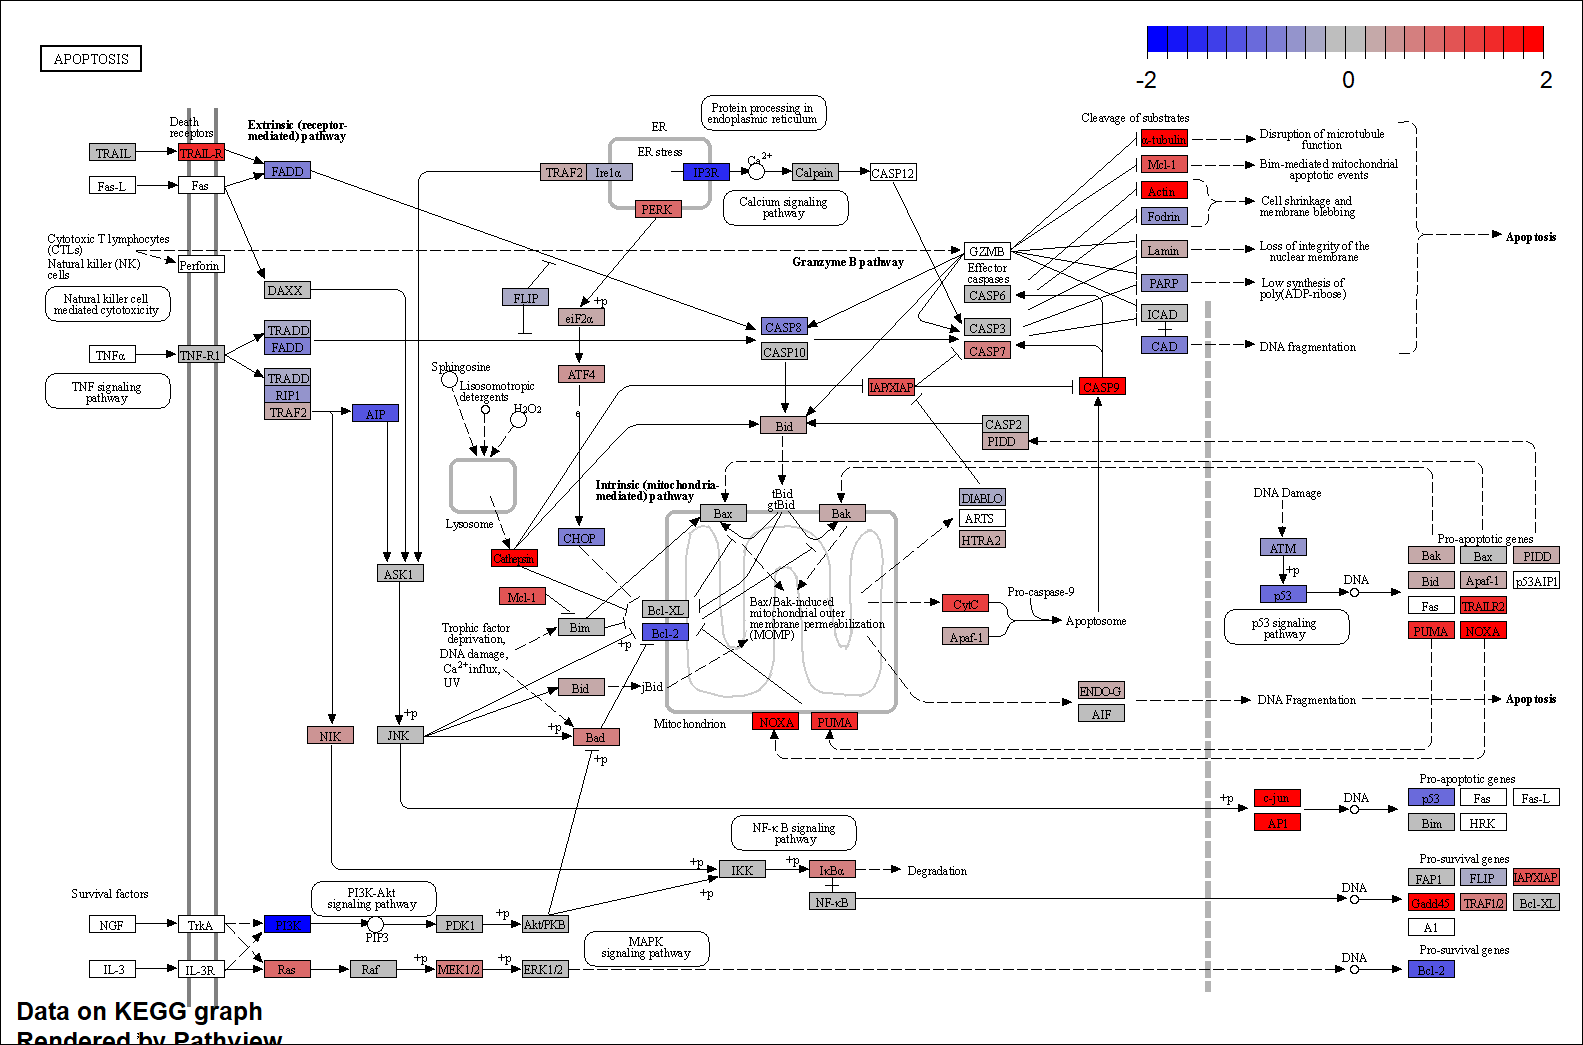 APOPTOSIS
-2
0
2
Death
receptors
Extrinsic (receptor-
mediated) pathway
TRAIL
TRAIL-R
FADD
Fas-L
Fas
Cytotoxic T lymphocytes
(CTLs)
Natural killer (NK)
cells
Perforin
Natural killer cell
mediated cytotoxicity
DAXX
TNFα
TNF-R1
TRADD
FADD
TNF signaling
pathway
TRADD
RIP1
TRAF2
AIP
ER
ER stress
Protein processing in
endoplasmic reticulum
TRAF2
Ire1α
IP3R
Ca2+
Calpain
CASP12
PERK
Calcium signaling
pathway
FLIP
+p
eIF2α
ATF4
e
Granzyme B pathway
GZMB
Effector
caspases
CASP6
CASP3
CASP7
CASP8
CASP10
IAP/XIAP
CASP9
Bid
CASP2
PIDD
Cleavage of substrates
α-tubulin
Disruption of microtubule
function
Mcl-1
Bim-mediated mitochondrial
apoptotic events
Actin
Fodrin
Cell shrinkage and
membrane blebbing
Lamin
Loss of integrity of the
nuclear membrane
PARP
Low synthesis of
poly(ADP-ribose)
ICAD
CAD
DNA fragmentation
Apoptosis
Sphingosine
Lisosomotropic
detergents
H2O2
Lysosome
Cathepsin
CHOP
Intrinsic (mitochondria-
mediated) pathway
tBid
gtBid
Bax
Bak
DIABLO
ARTS
HTRA2
ASK1
Mcl-1
Bim
+p
Bcl-XL
Bcl-2
Bax/Bak-induced
mitochondrial outer
membrane permeabilization
(MOMP)
CytC
Apaf-1
Pro-caspase-9
Apoptosome
Trophic factor
deprivation,
DNA damage,
Ca2+ influx,
UV
Bid
jBid
+p
Bad
+p
Mitochondrion
NOXA
PUMA
ENDO-G
AIF
DNA Fragmentation
Apoptosis
DNA Damage
ATM
+p
p53
DNA
p53 signaling
pathway
Pro-apoptotic genes
Bak
Bax
PIDD
Bid
Apaf-1
p53AIP1
Fas
TRAILR2
PUMA
NOXA
NIK
+p
JNK
+p
c-jun
AP1
DNA
Pro-apoptotic genes
p53
Fas
Fas-L
Bim
HRK
NF-κB signaling
pathway
+p
IKK
+p
IκBα
Degradation
+p
NF-κB
DNA
Pro-survival genes
FAP1
FLIP
IAP/XIAP
Gadd45
TRAF1/2
Bcl-XL
A1
Survival factors
PI3K-Akt
signaling pathway
NGF
TrkA
PI3K
PIP3
PDK1
+p
Akt/PKB
MAPK
signaling pathway
IL-3
IL-3R
Ras
Raf
+p
MEK1/2
+p
ERK1/2
DNA
Pro-survival genes
Bcl-2
Data on KEGG graph
Rendered by Pathview